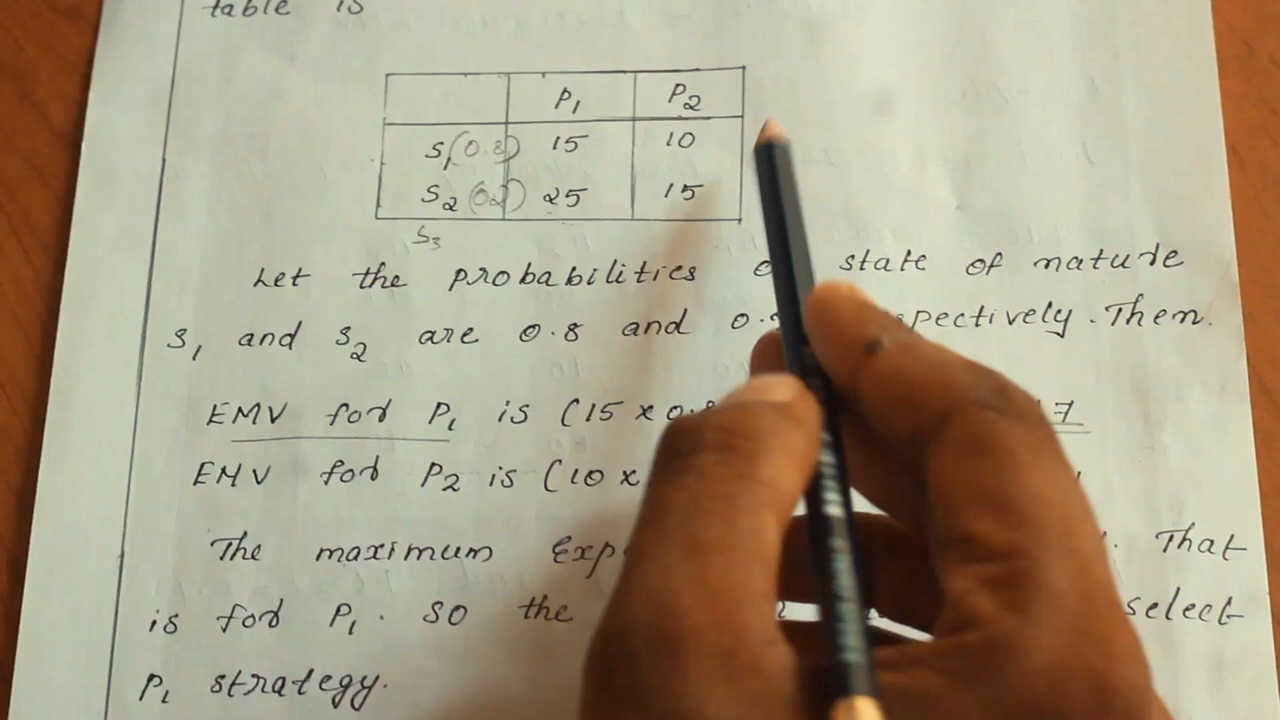 table is
P1 P2
S1 (0.8) 15 10
S2 (0.2) 25 15
S3
Let the probabilities state of nature
S1 and S2 are 0.8 and Then.
EMV for P1 is (15 × 17
EMV for P2 is (10 ×
The maximum That
is for P1. So the select
P1 strategy.